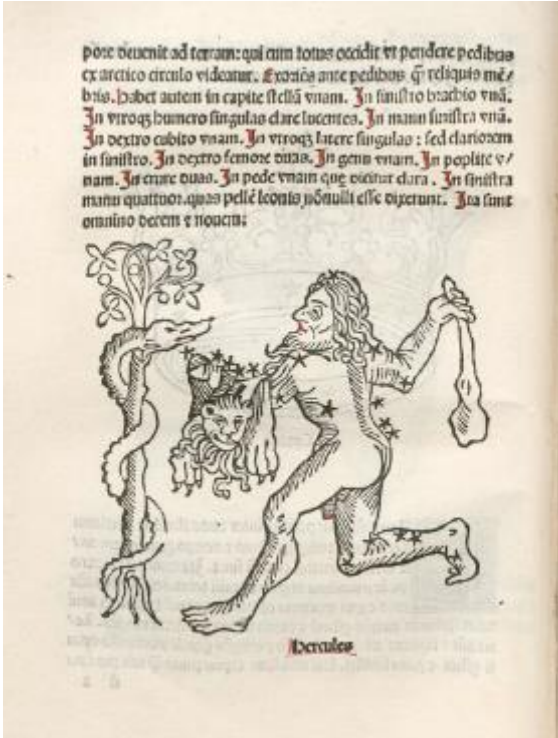 pore deuenit ad terram: qui cum totus occidit vt pendere pedibus
ex arctico circulo videatur. Exoriēs ante pedibus q̄ reliquis mē/
bris. habet autem in capite stellā vnam. In sinistro brachio vnā.
In vtroqꝫ humero singulas clare lucentes. In manu sinistra vnā.
In dextro cubito vnam. In vtroqꝫ latere singulas: sed clariorem
in sinistro. In dextro femore duas. In genu vnam. In poplite v/
nam. In crure duas. In pede vnam que dicitur clara. In sinistra
manu quattuor. quas pellē leonis nōnulli esse dixerunt. Ita sunt
omnino decem ⁊ nouem:
Hercules